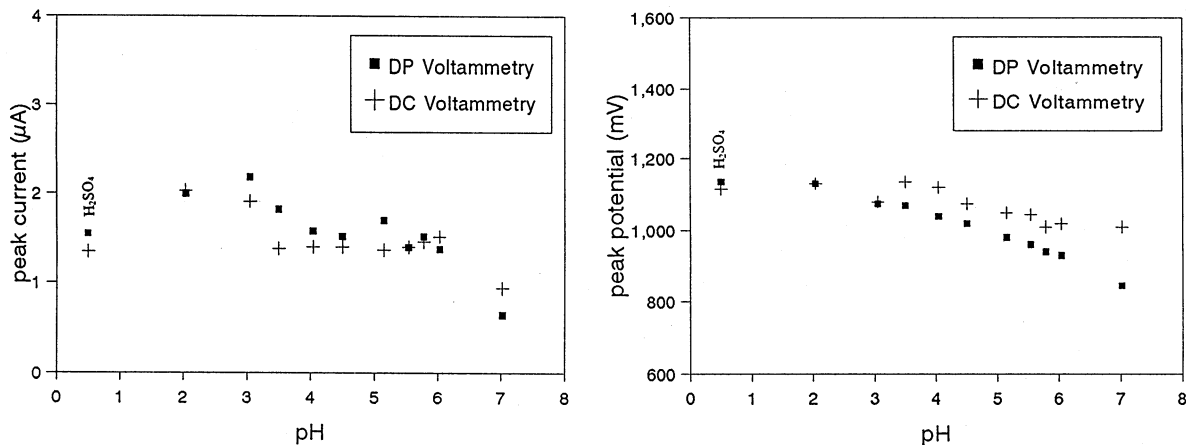 4
3
2
1
0
peak current (μA)
DP Voltammetry
DC Voltammetry
H₂SO₄
0 1 2 3 4 5 6 7 8
pH
1,600
1,400
1,200
1,000
800
600
peak potential (mV)
DP Voltammetry
DC Voltammetry
H₂SO₄
0 1 2 3 4 5 6 7 8
pH